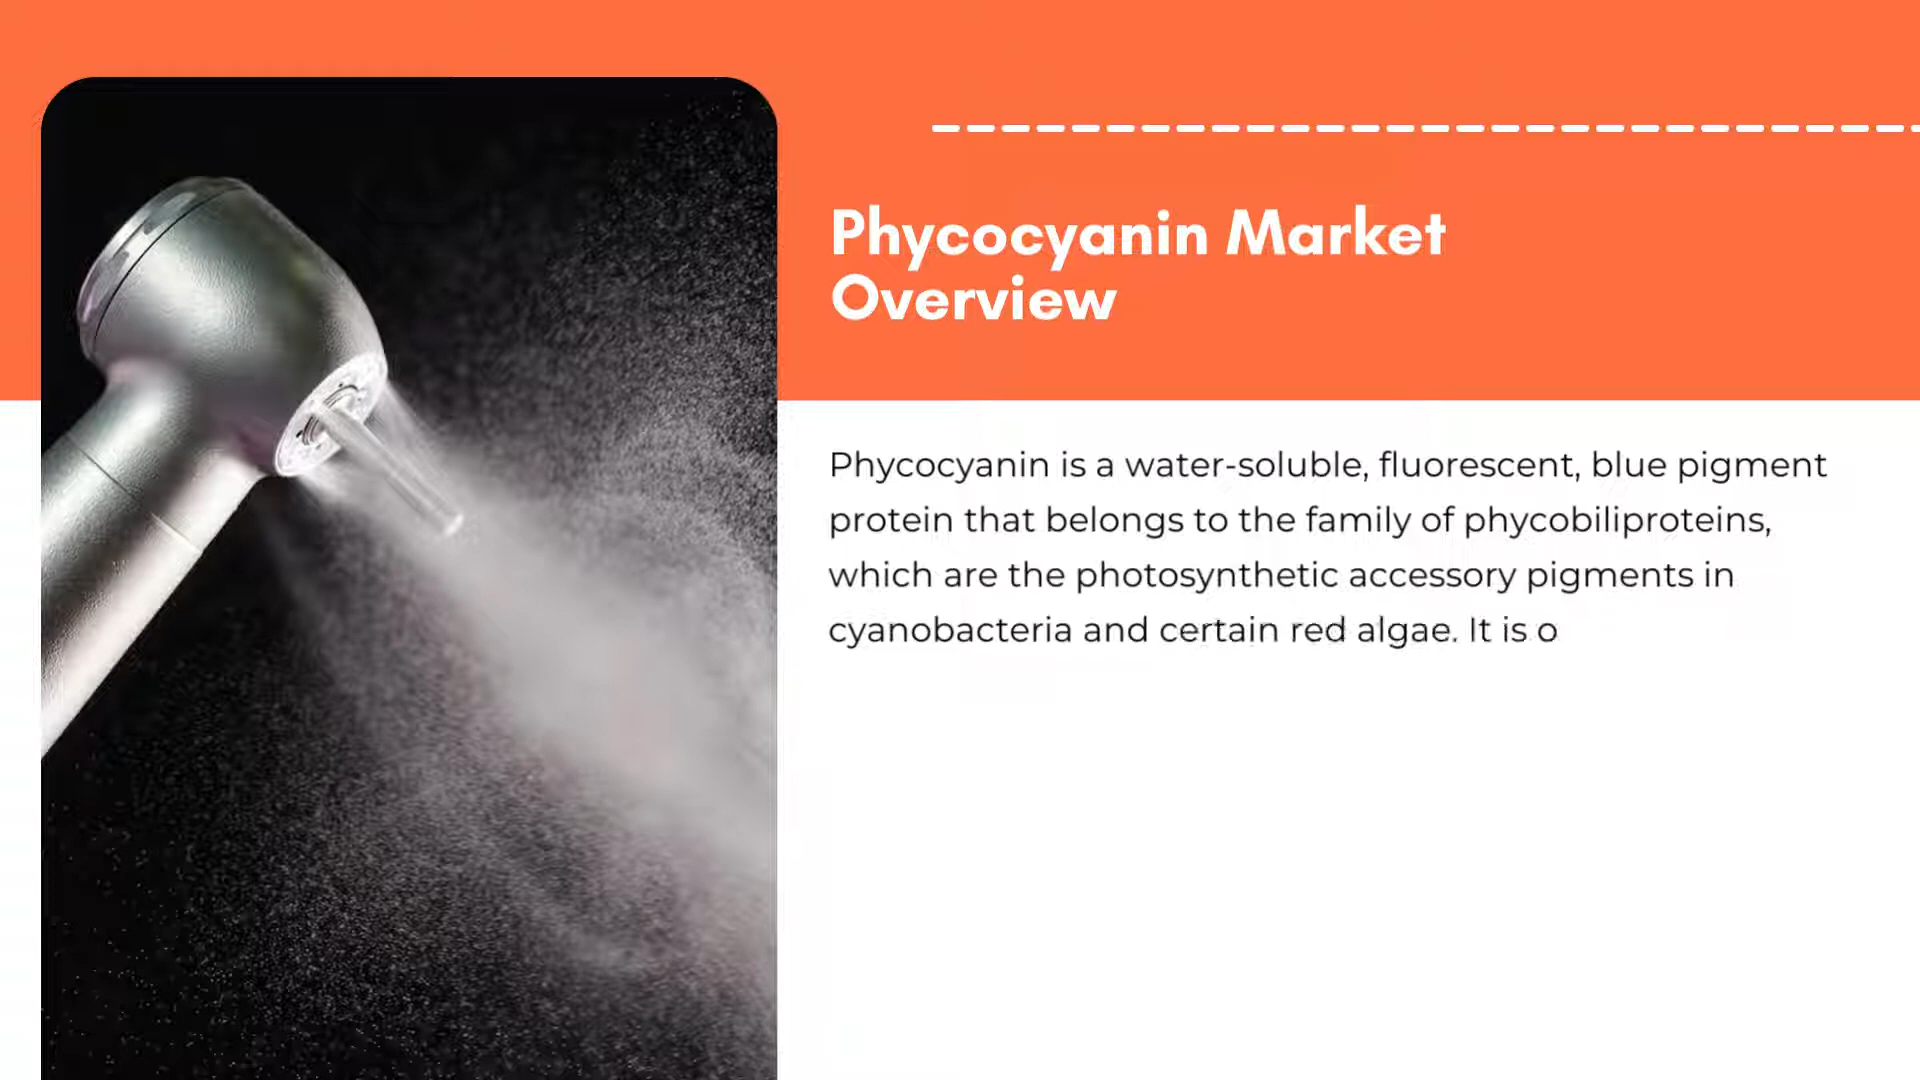 Phycocyanin Market
Overview
Phycocyanin is a water-soluble, fluorescent, blue pigment
protein that belongs to the family of phycobiliproteins,
which are the photosynthetic accessory pigments in
cyanobacteria and certain red algae. It is o